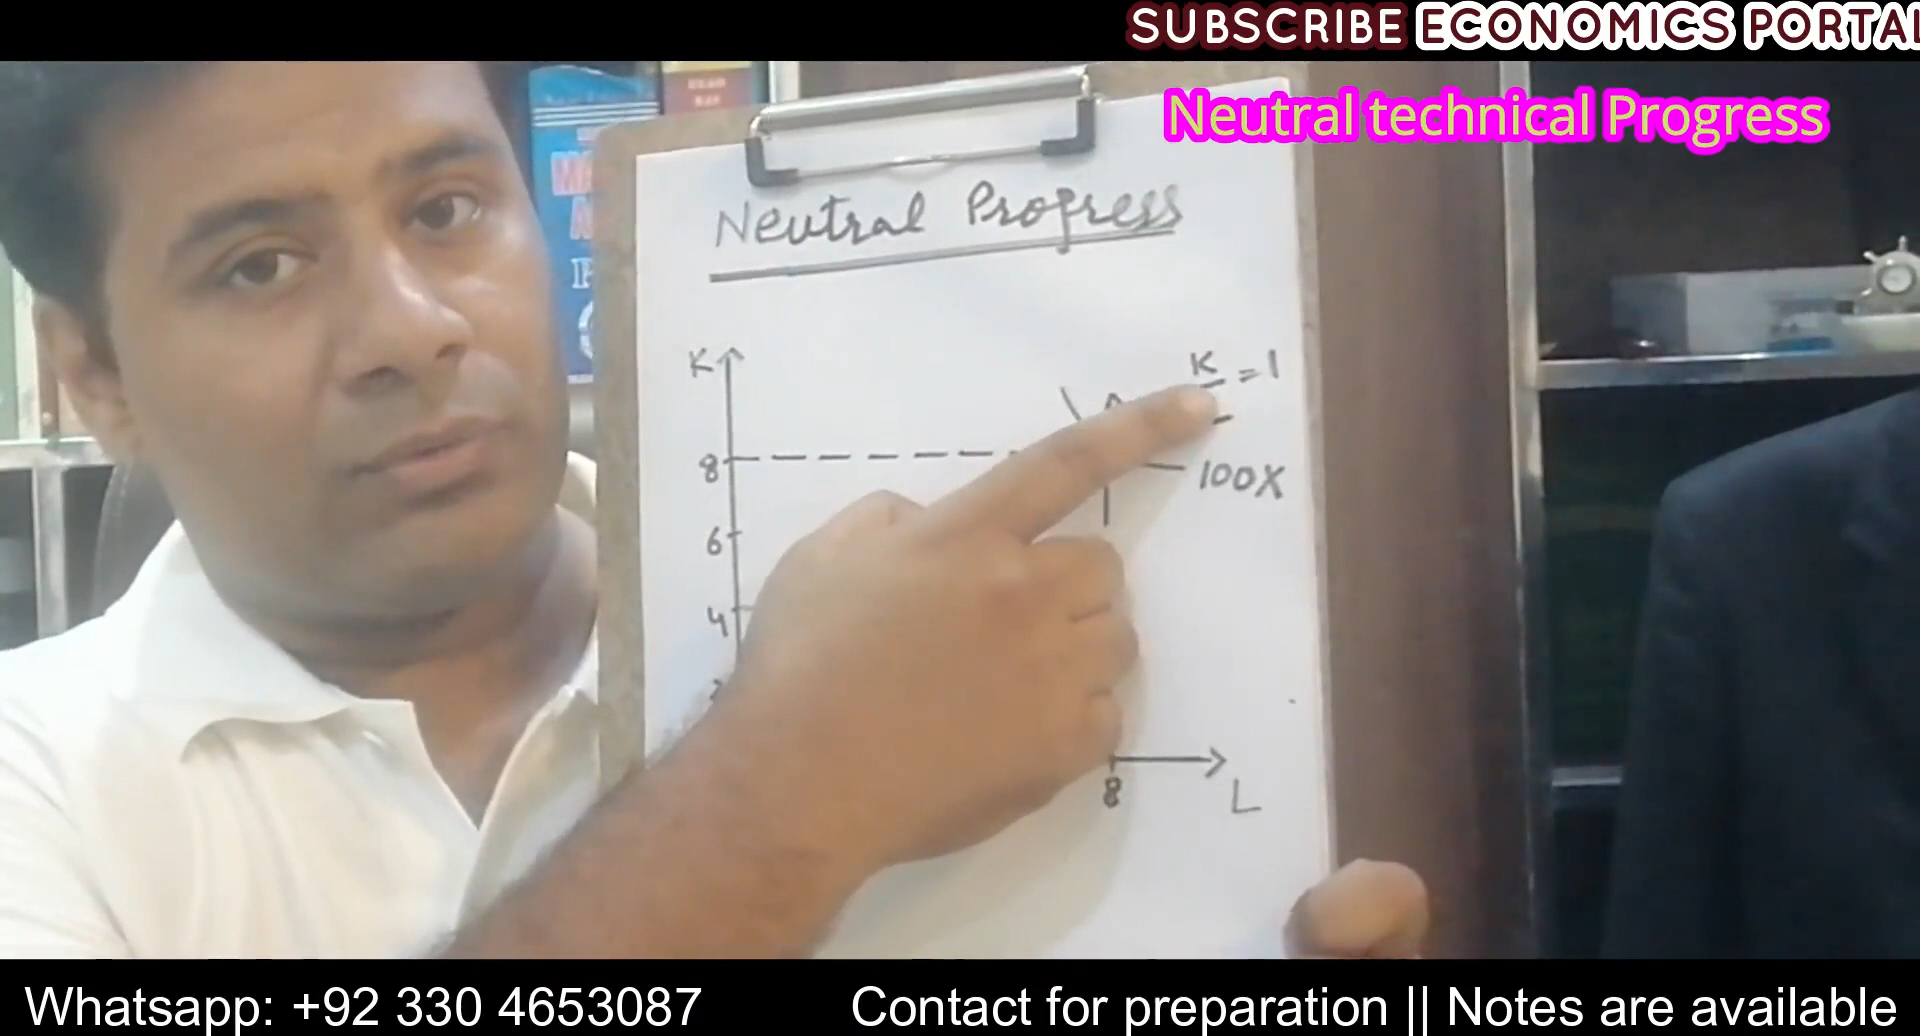 SUBSCRIBE ECONOMICS PORTAL
Neutral technical Progress
Neutral Progress
K
K = 1
8
100X
6
4
8
L
Whatsapp: +92 330 4653087
Contact for preparation || Notes are available